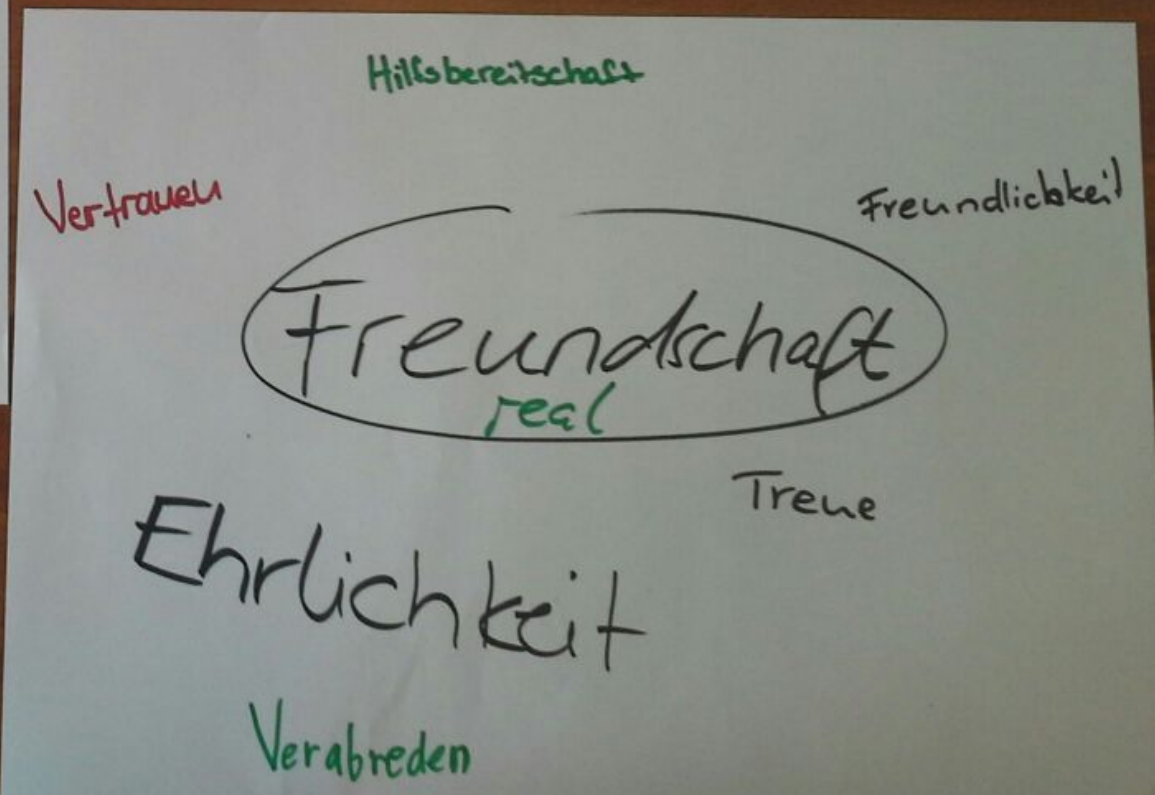 Hilfsbereitschaft
Vertrauen
Freundlichkeit
Freundschaft
real
Treue
Ehrlichkeit
Verabreden